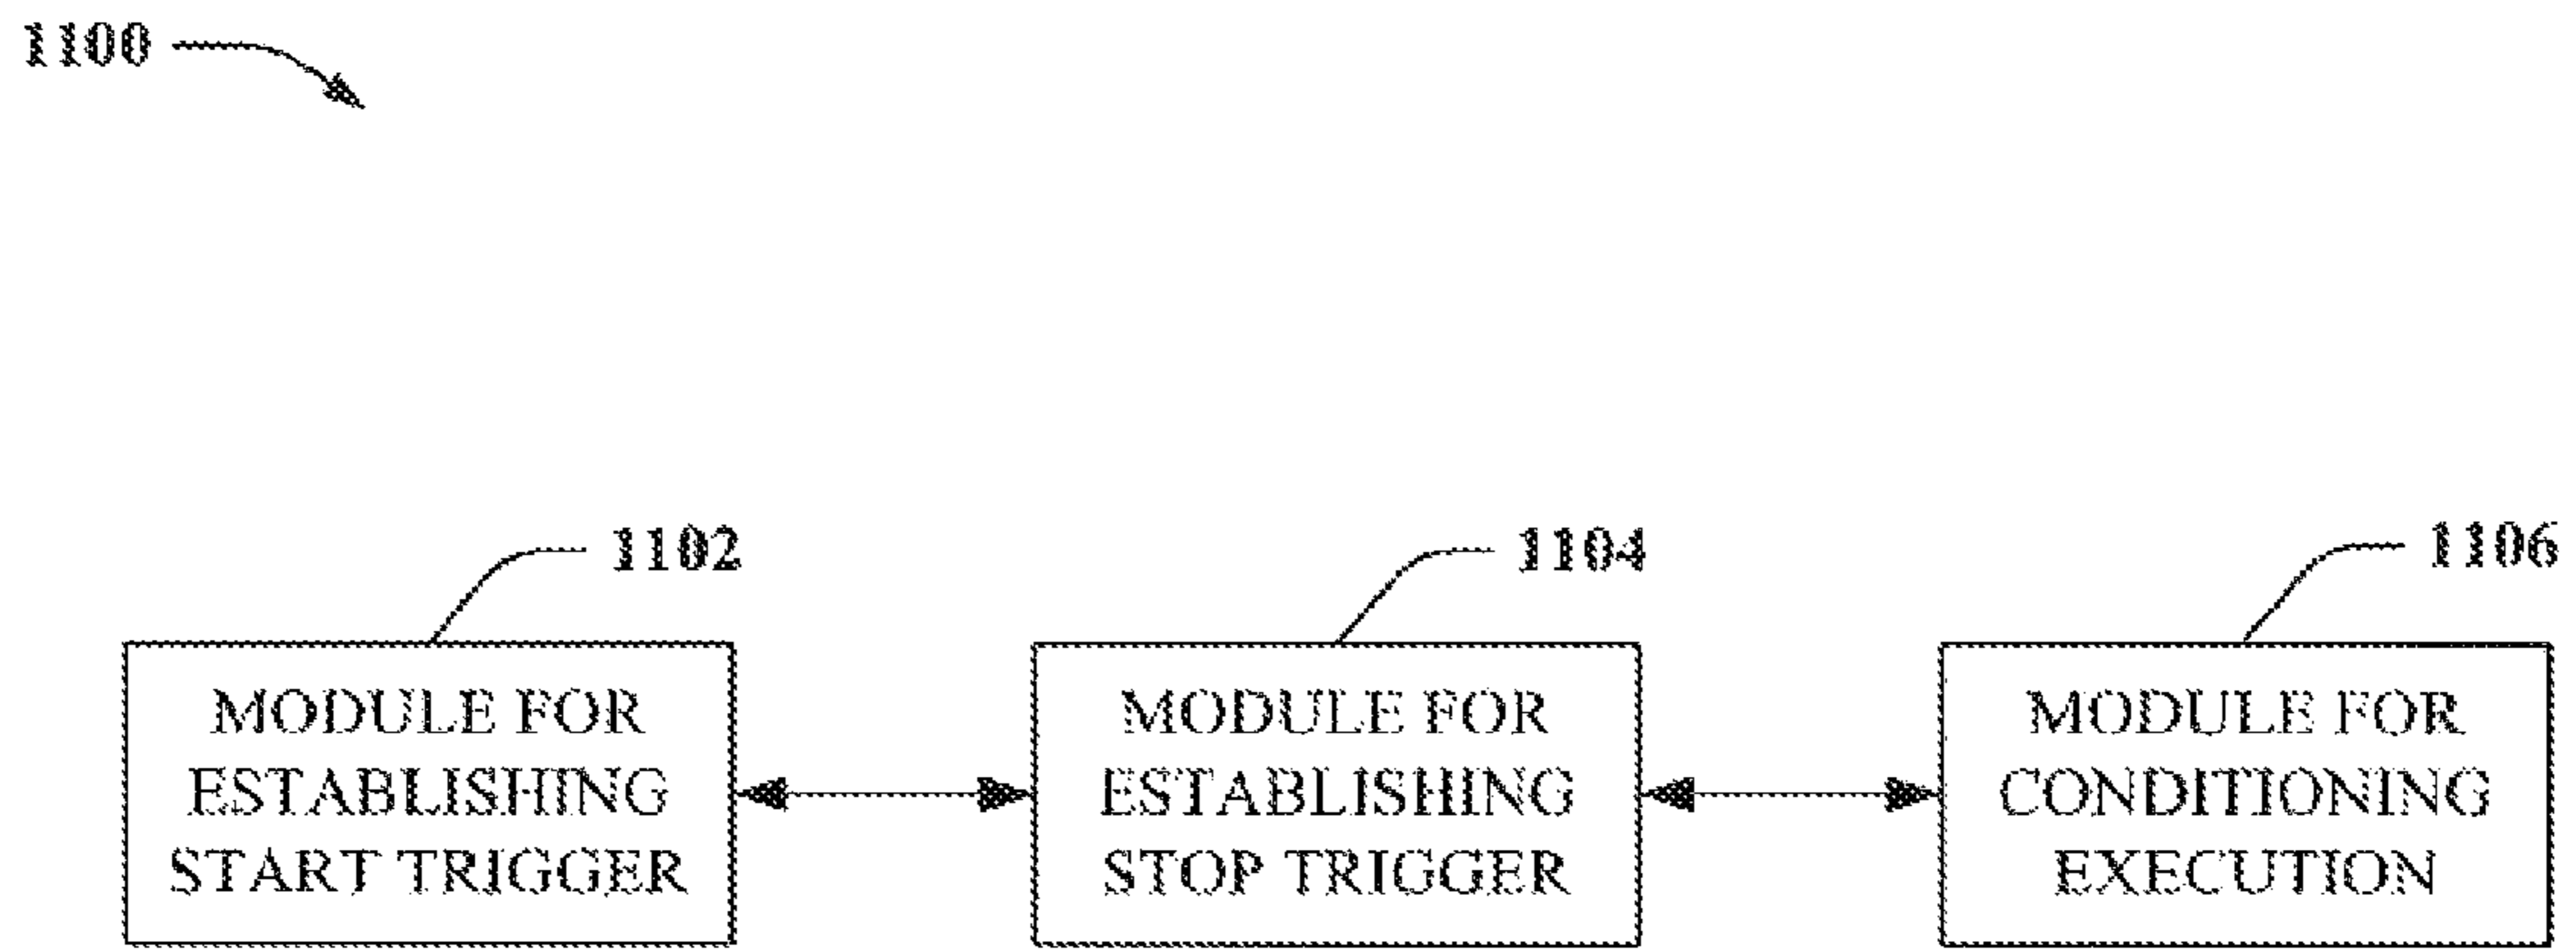 1100
1102
1104
1106
MODULE FOR
ESTABLISHING
START TRIGGER
MODULE FOR
ESTABLISHING
STOP TRIGGER
MODULE FOR
CONDITIONING
EXECUTION